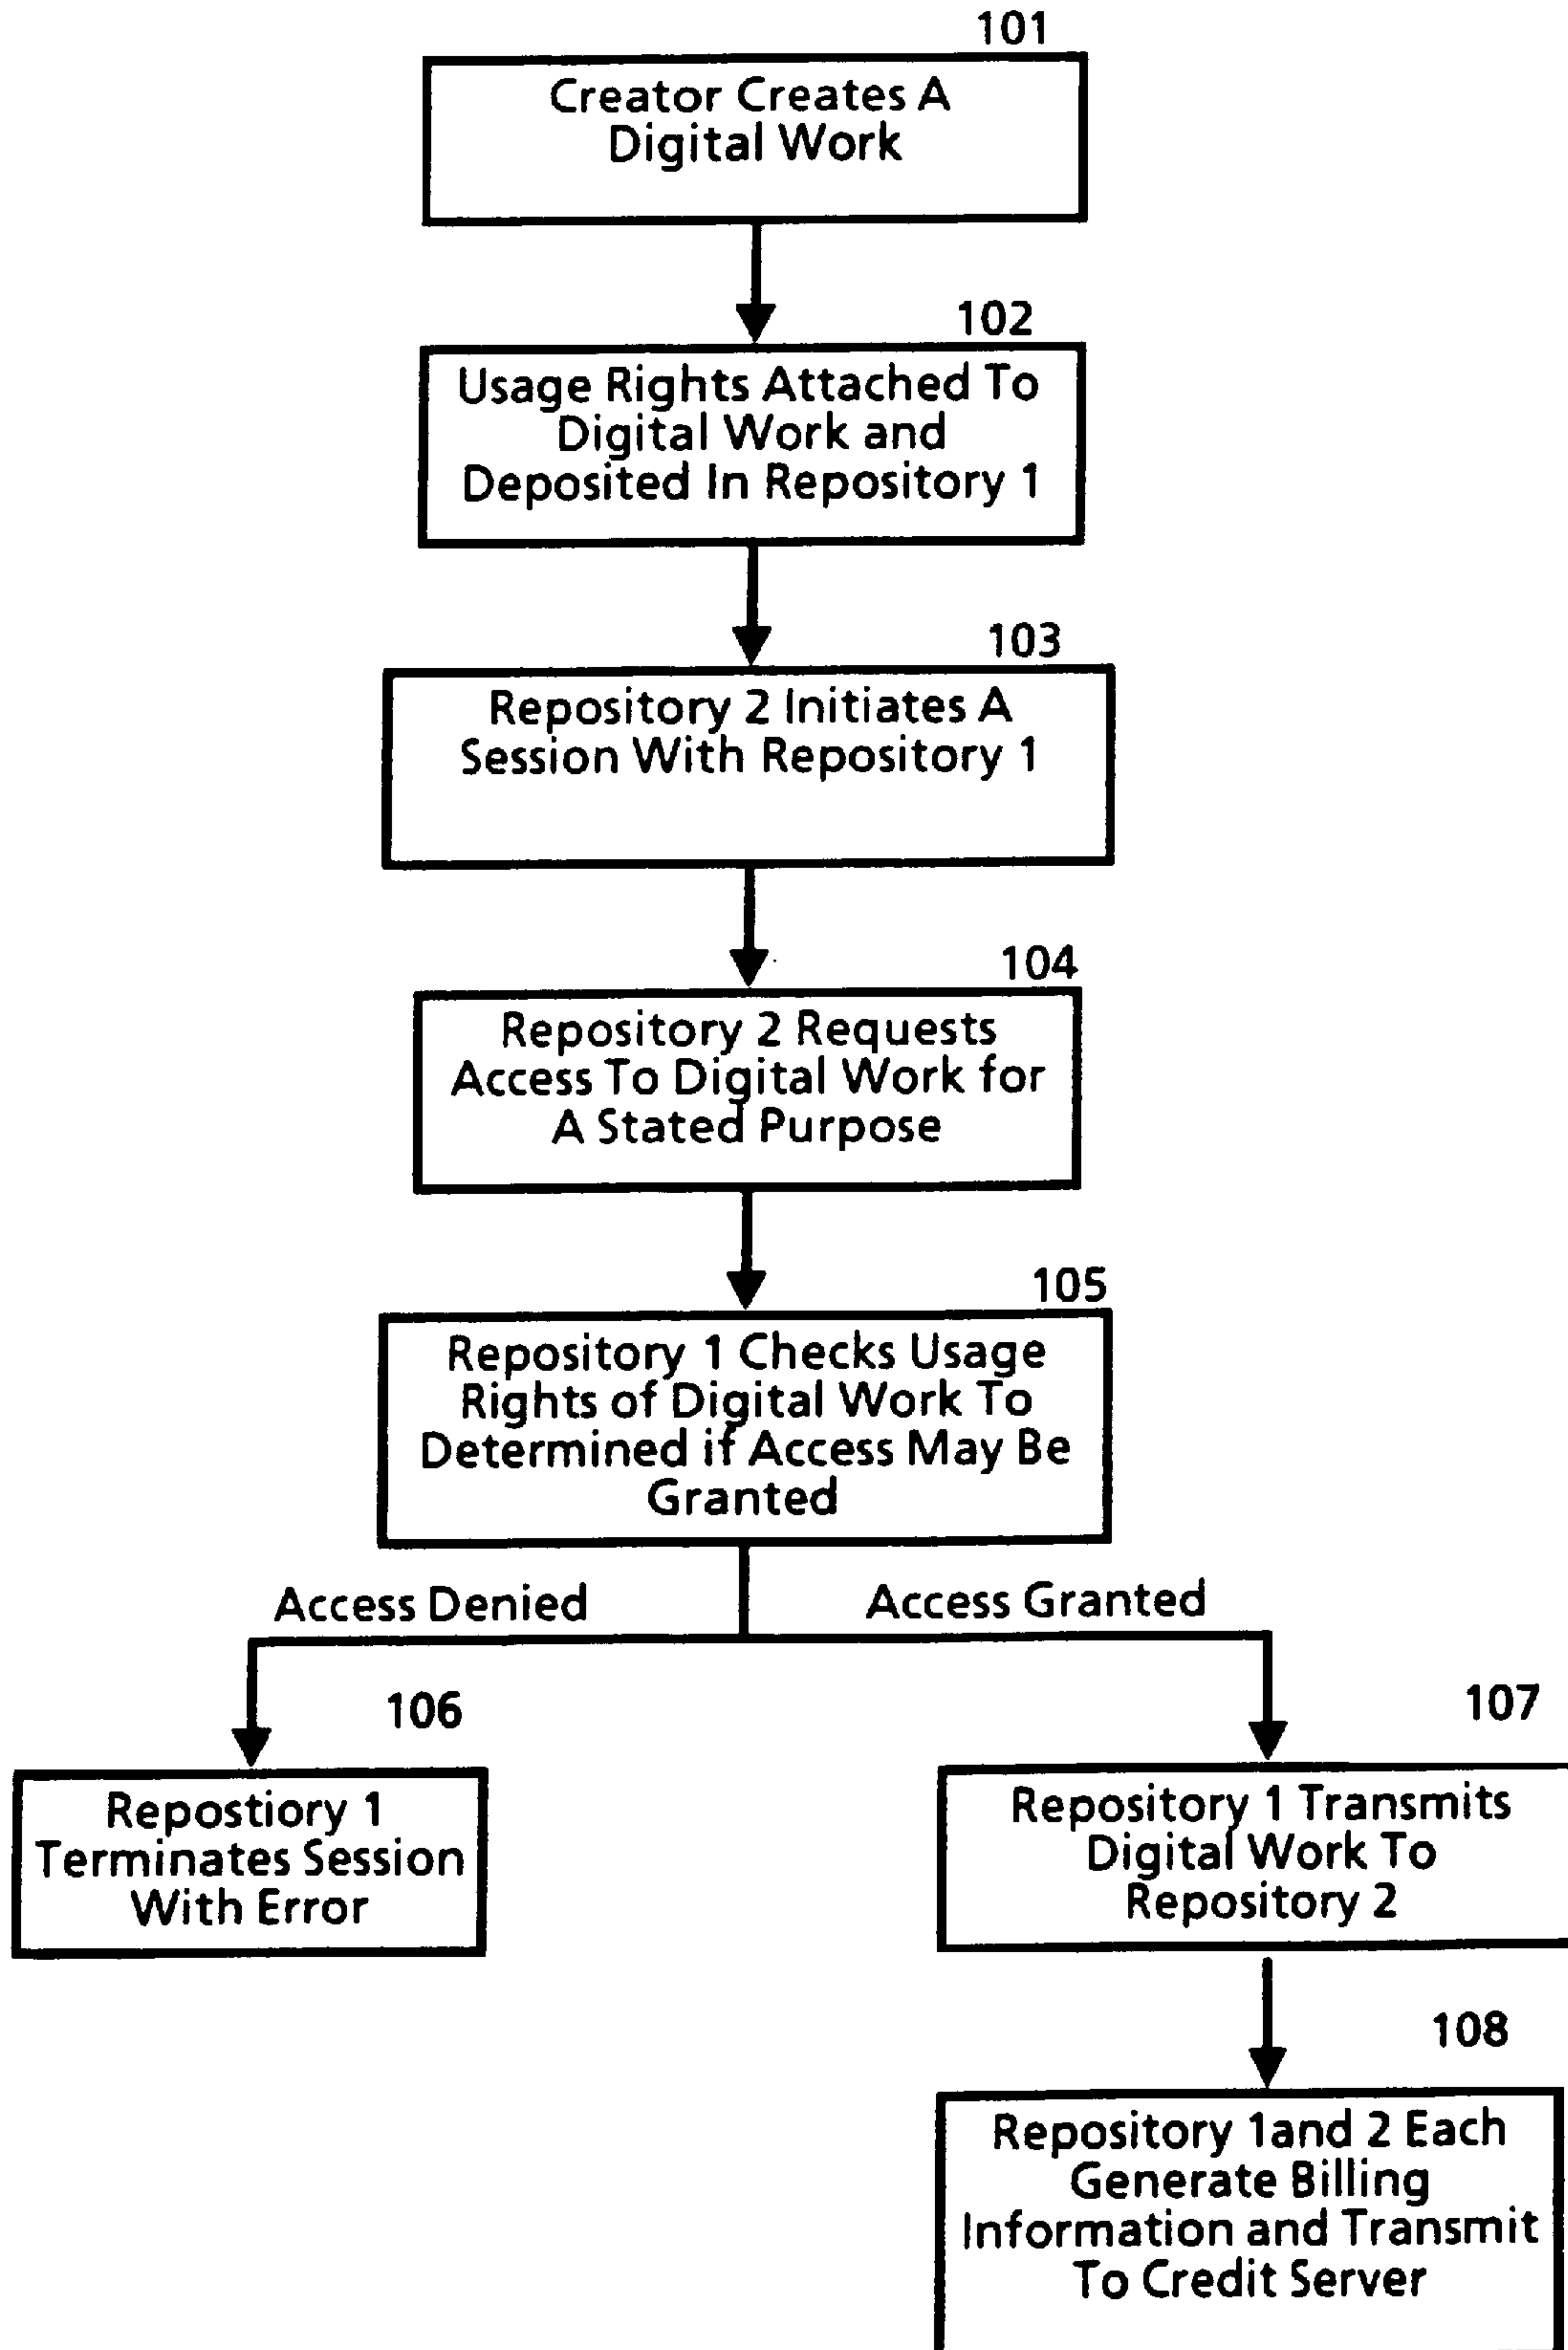 101
Creator Creates A
Digital Work
102
Usage Rights Attached To
Digital Work and
Deposited In Repository 1
103
Repository 2 Initiates A
Session With Repository 1
104
Repository 2 Requests
Access To Digital Work for
A Stated Purpose
105
Repository 1 Checks Usage
Rights of Digital Work To
Determined if Access May Be
Granted
Access Denied
Access Granted
106
Repostiory 1
Terminates Session
With Error
107
Repository 1 Transmits
Digital Work To
Repository 2
108
Repository 1and 2 Each
Generate Billing
Information and Transmit
To Credit Server